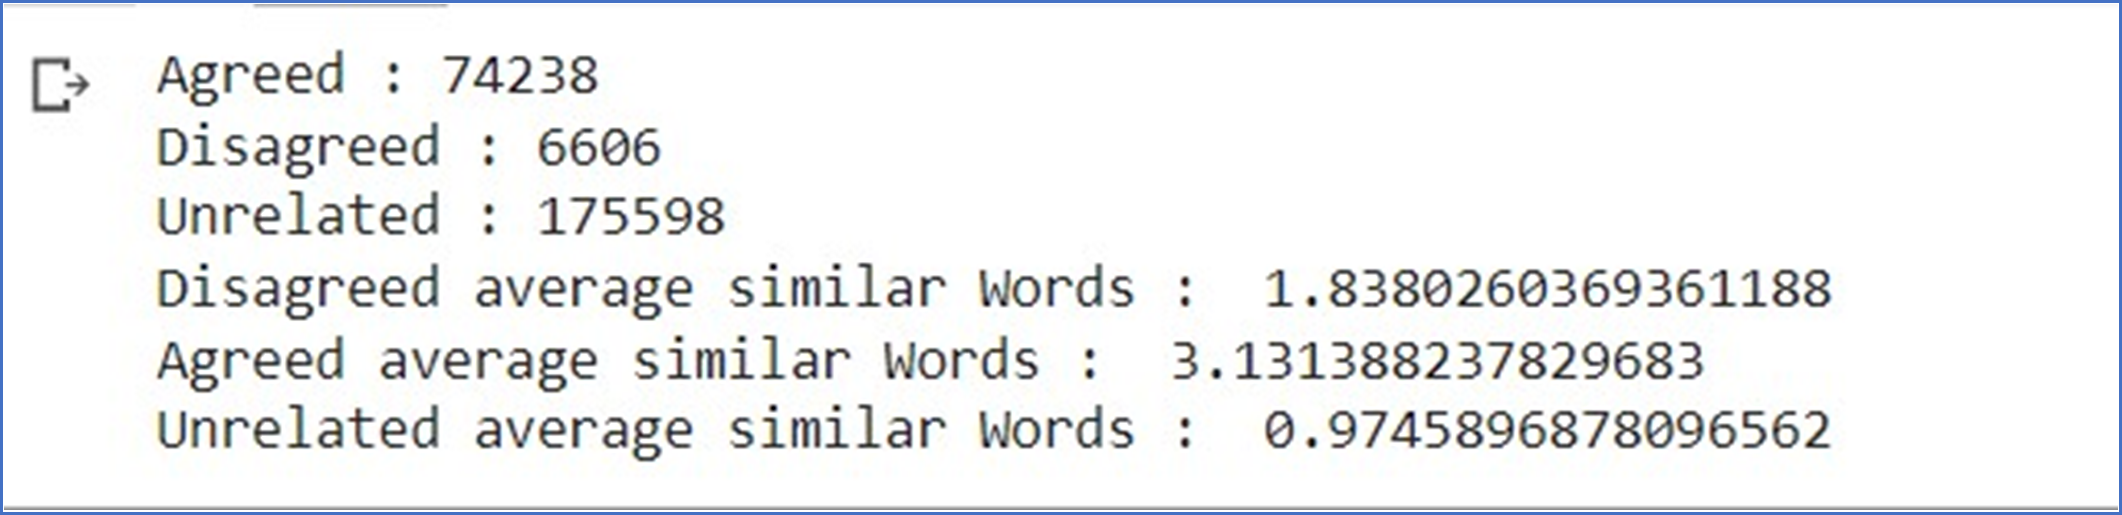 Agreed : 74238
Disagreed : 6606
Unrelated : 175598
Disagreed average similar Words :  1.8380260369361188
Agreed average similar Words :  3.131388237829683
Unrelated average similar Words :  0.9745896878096562